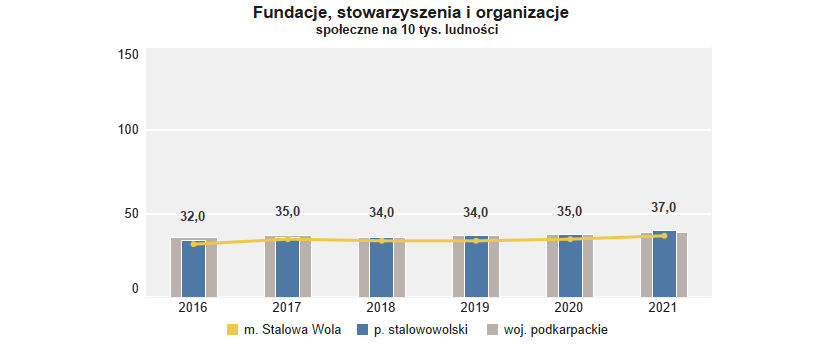 Fundacje, stowarzyszenia i organizacje
społeczne na 10 tys. ludności
150
100
50
0
32,0 35,0 34,0 34,0 35,0 37,0
2016 2017 2018 2019 2020 2021
m. Stalowa Wola p. stalowowolski woj. podkarpackie